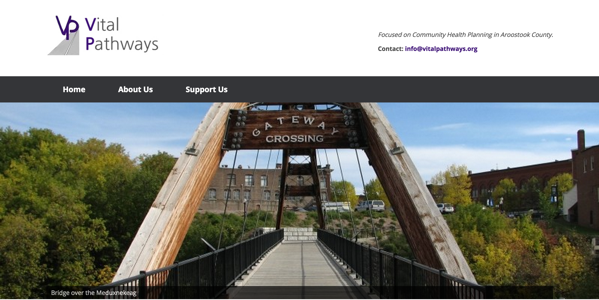 Vital
Pathways
Focused on Community Health Planning in Aroostook County.
Contact: info@vitalpathways.org
Home
About Us
Support Us
GATEWAY
CROSSING
Bridge over the Meduxnekeag